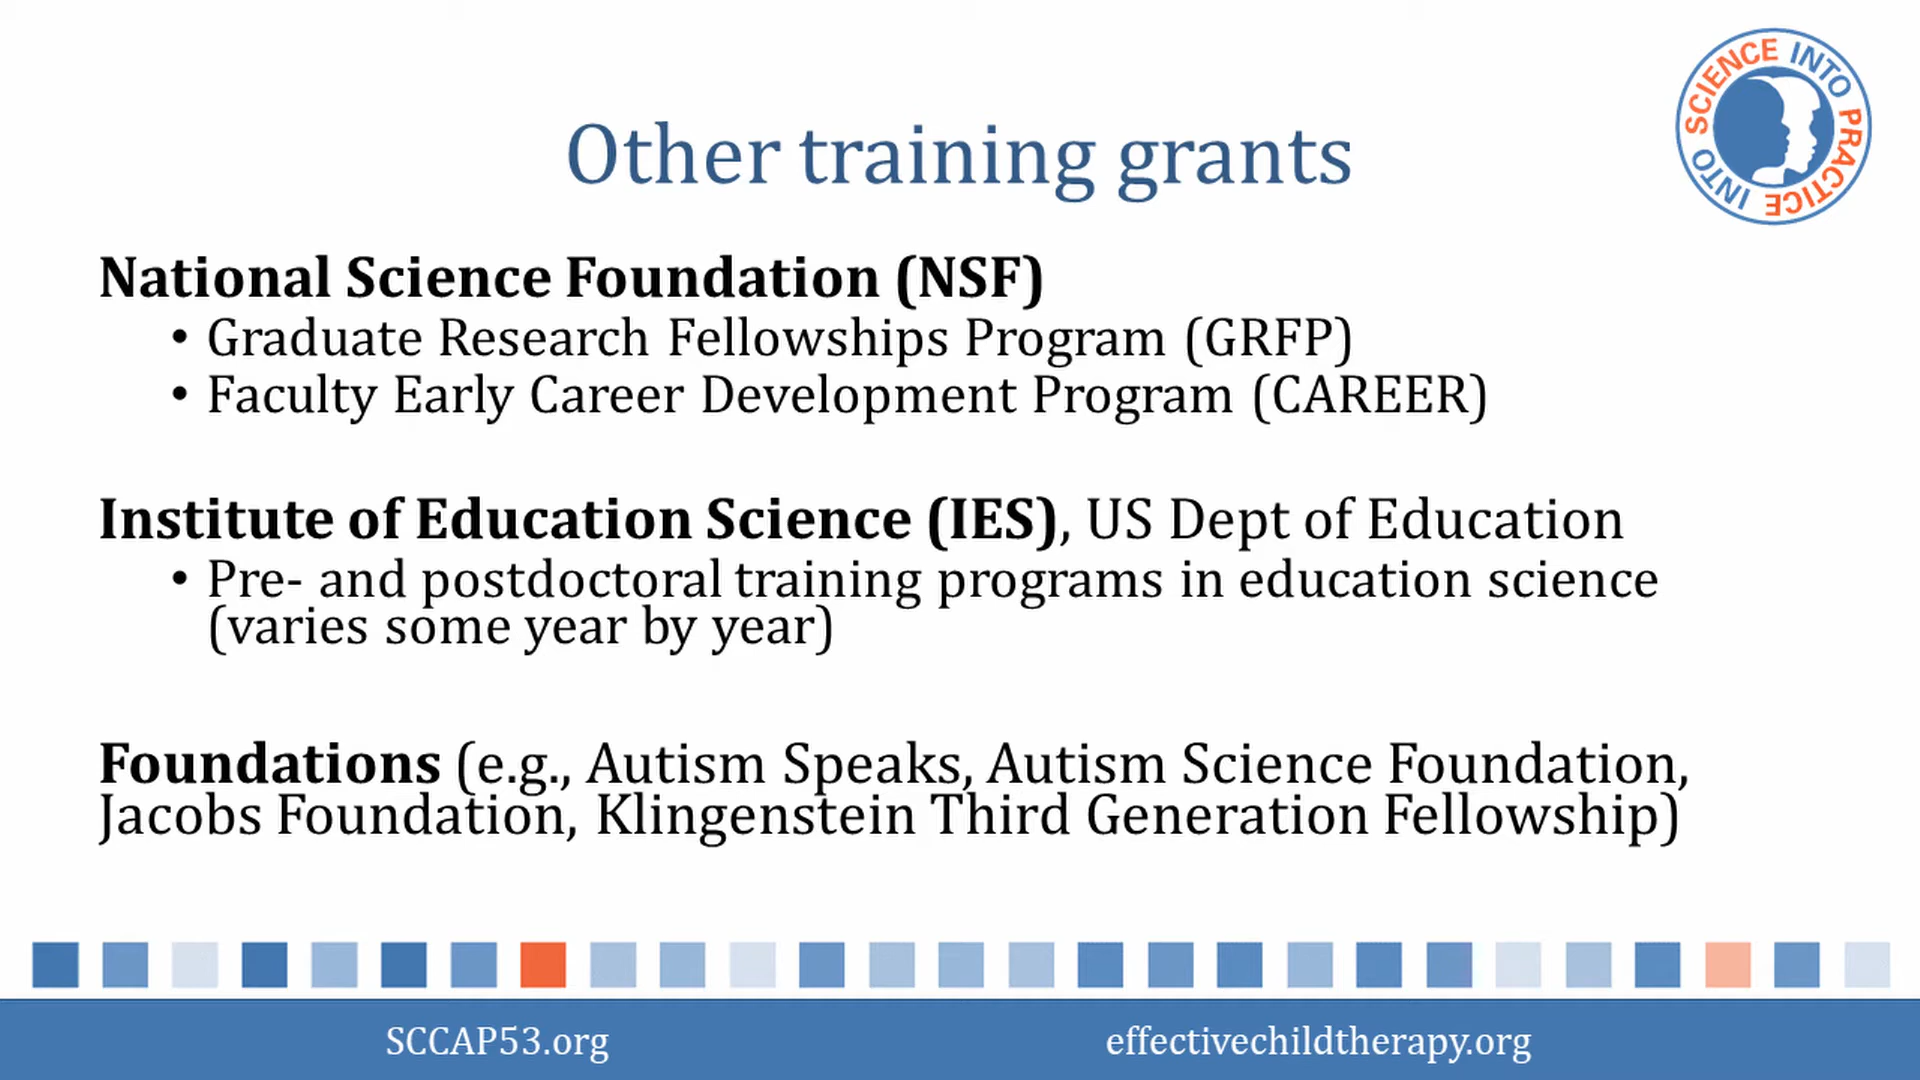 Other training grants
SCIENCE INTO PRACTICE INTO
National Science Foundation (NSF)
• Graduate Research Fellowships Program (GRFP)
• Faculty Early Career Development Program (CAREER)
Institute of Education Science (IES), US Dept of Education
• Pre- and postdoctoral training programs in education science
(varies some year by year)
Foundations (e.g., Autism Speaks, Autism Science Foundation,
Jacobs Foundation, Klingenstein Third Generation Fellowship)
SCCAP53.org
effectivechildtherapy.org